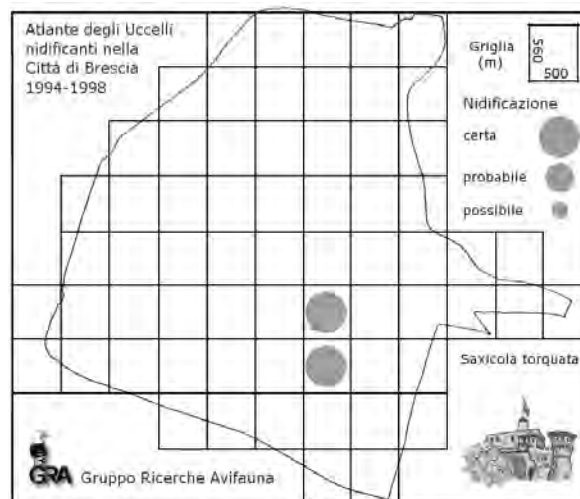 Atlante degli Uccelli
nidificanti nella
Città di Brescia
1994-1998
Griglia
(m)
560
500
Nidificazione
certa
probabile
possibile
Saxicola torquata
GRA Gruppo Ricerche Avifauna